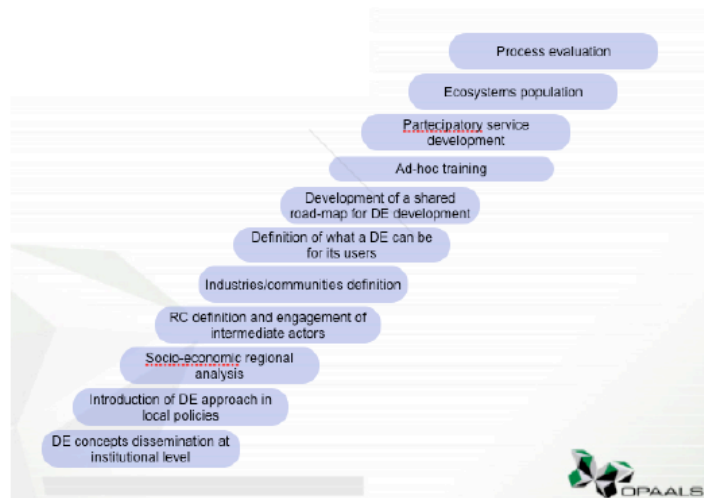 Process evaluation
Ecosystems population
Partecipatory service
development
Ad-hoc training
Development of a shared
road-map for DE development
Definition of what a DE can be
for its users
Industries/communities definition
RC definition and engagement of
intermediate actors
Socio-economic regional
analysis
Introduction of DE approach in
local policies
DE concepts dissemination at
institutional level
OPAALS